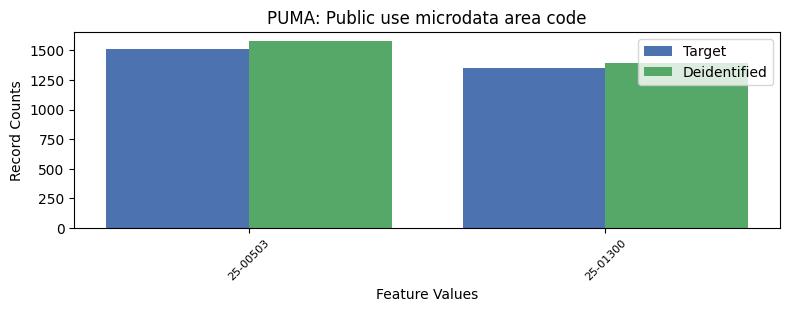 PUMA: Public use microdata area code
Target
Deidentified
Record Counts
1500
1250
1000
750
500
250
0
25-00503
25-01300
Feature Values